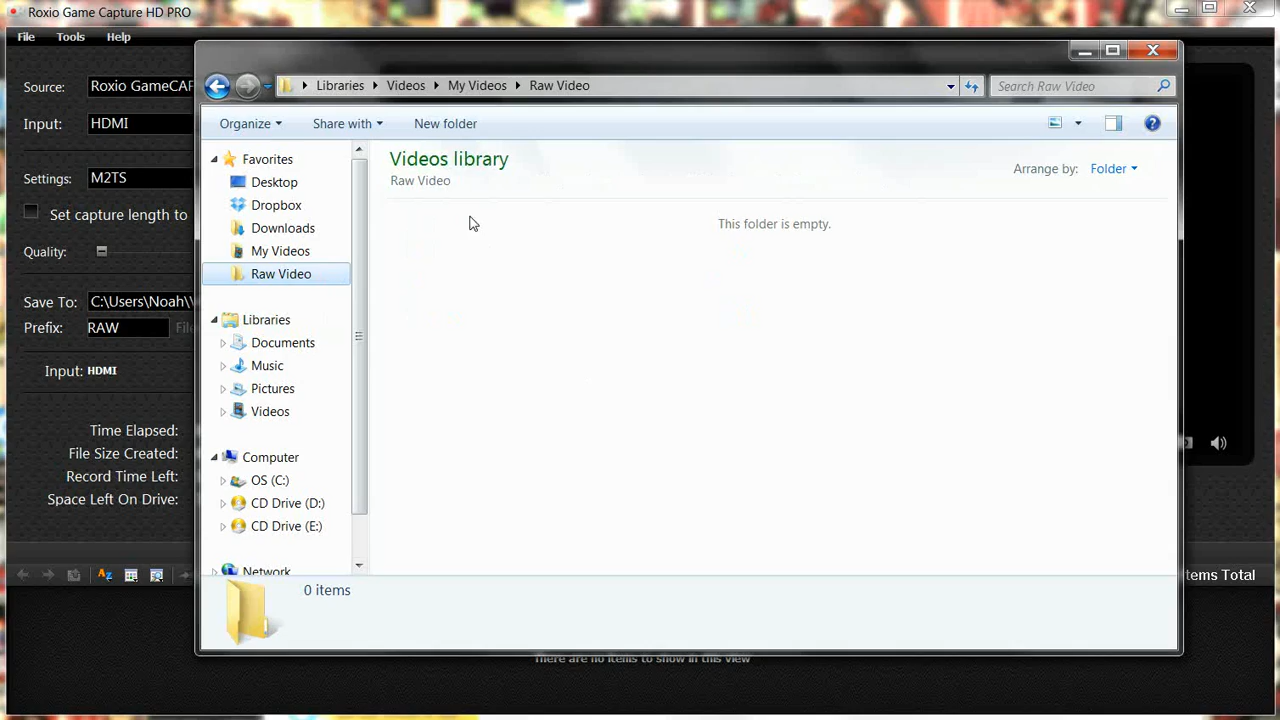 Roxio Game Capture HD PRO
File Tools Help
Libraries Videos My Videos Raw Video
Search Raw Video
Organize Share with New folder
Source: Roxio GameCAP
Input: HDMI
Settings: M2TS
Set capture length to
Quality:
Save To: C:\Users\Noah\
Prefix: RAW
Input: HDMI
Time Elapsed:
File Size Created:
Record Time Left:
Space Left On Drive:
Favorites
Desktop
Dropbox
Downloads
My Videos
Raw Video
Libraries
Documents
Music
Pictures
Videos
Computer
OS (C:)
CD Drive (D:)
CD Drive (E:)
Network
Videos library
Raw Video
Arrange by: Folder
This folder is empty.
0 items
tems Total
There are no items to show in this view